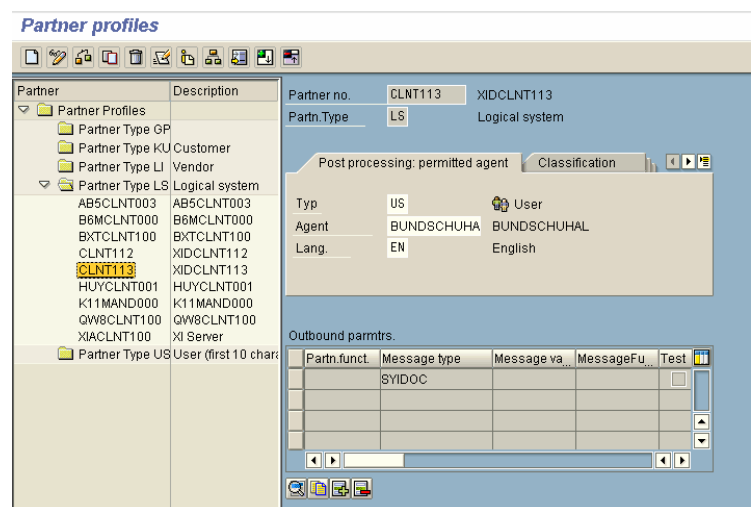 Partner profiles
Partner Description
Partner Profiles
Partner Type GP
Partner Type KU Customer
Partner Type LI Vendor
Partner Type LS Logical system
AB5CLNT003 AB5CLNT003
B6MCLNT000 B6MCLNT000
BXTCLNT100 BXTCLNT100
CLNT112 XIDCLNT112
CLNT113 XIDCLNT113
HUYCLNT001 HUYCLNT001
K11MAND000 K11MAND000
QW8CLNT100 QW8CLNT100
XIACLNT100 XI Server
Partner Type US User (first 10 chara
Partner no. CLNT113 XIDCLNT113
Partn.Type LS Logical system
Post processing: permitted agent Classification
Typ US User
Agent BUNDSCHUHA BUNDSCHUHAL
Lang. EN English
Outbound parmtrs.
Partn.funct. Message type Message va... MessageFu... Test
SYIDOC